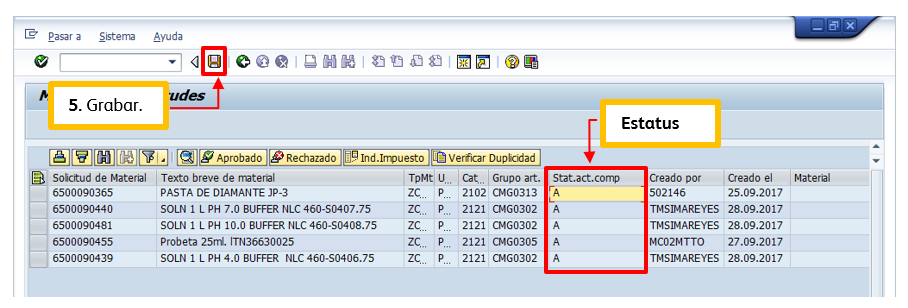 Pasar a Sistema Ayuda
5. Grabar.
udes
Estatus
Aprobado Rechazado Ind.Impuesto Verificar Duplicidad
Solicitud de Material Texto breve de material TpMt U... Cat... Grupo art. Stat.act.comp Creado por Creado el Material
6500090365 PASTA DE DIAMANTE JP-3 ZC... P... 2102 CMG0313 A 502146 25.09.2017
6500090440 SOLN 1 L PH 7.0 BUFFER NLC 460-S0407.75 ZC... P... 2121 CMG0302 A TMSIMAREYES 28.09.2017
6500090481 SOLN 1 L PH 10.0 BUFFER NLC 460-S0408.75 ZC... P... 2121 CMG0302 A TMSIMAREYES 28.09.2017
6500090455 Probeta 25ml. lTN36630025 ZC... P... 2121 CMG0305 A MC02MTTO 27.09.2017
6500090439 SOLN 1 L PH 4.0 BUFFER NLC 460-S0406.75 ZC... P... 2121 CMG0302 A TMSIMAREYES 28.09.2017